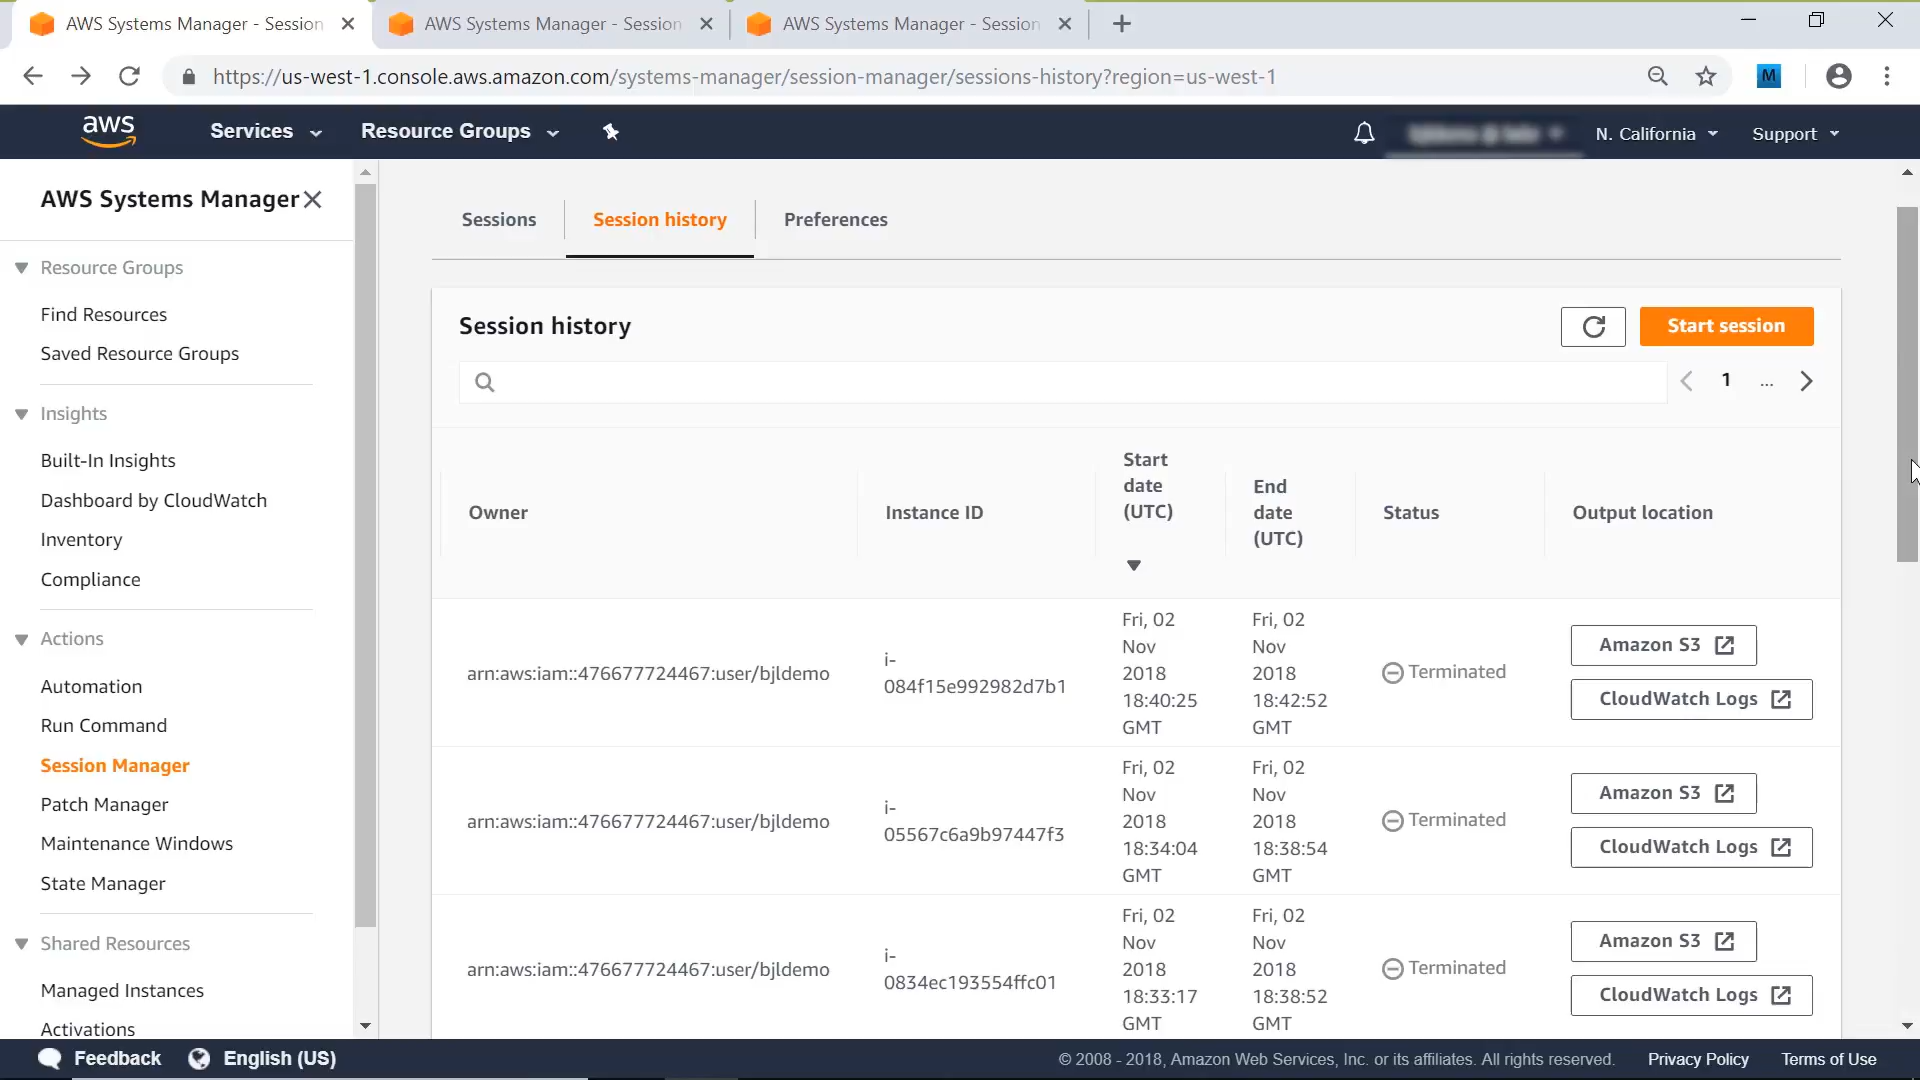 AWS Systems Manager - Session
AWS Systems Manager - Session
AWS Systems Manager - Session
https://us-west-1.console.aws.amazon.com/systems-manager/session-manager/sessions-history?region=us-west-1
M
aws
Services
Resource Groups
N. California
Support
AWS Systems Manager
Resource Groups
Find Resources
Saved Resource Groups
Insights
Built-In Insights
Dashboard by CloudWatch
Inventory
Compliance
Actions
Automation
Run Command
Session Manager
Patch Manager
Maintenance Windows
State Manager
Shared Resources
Managed Instances
Activations
Sessions
Session history
Preferences
Session history
Start session
1
...
Owner
Instance ID
Start
date
(UTC)
End
date
(UTC)
Status
Output location
arn:aws:iam::476677724467:user/bjldemo
i-
084f15e992982d7b1
Fri, 02
Nov
2018
18:40:25
GMT
Fri, 02
Nov
2018
18:42:52
GMT
Terminated
Amazon S3
CloudWatch Logs
arn:aws:iam::476677724467:user/bjldemo
i-
05567c6a9b97447f3
Fri, 02
Nov
2018
18:34:04
GMT
Fri, 02
Nov
2018
18:38:54
GMT
Terminated
Amazon S3
CloudWatch Logs
arn:aws:iam::476677724467:user/bjldemo
i-
0834ec193554ffc01
Fri, 02
Nov
2018
18:33:17
GMT
Fri, 02
Nov
2018
18:38:52
GMT
Terminated
Amazon S3
CloudWatch Logs
Feedback
English (US)
© 2008 - 2018, Amazon Web Services, Inc. or its affiliates. All rights reserved.
Privacy Policy
Terms of Use